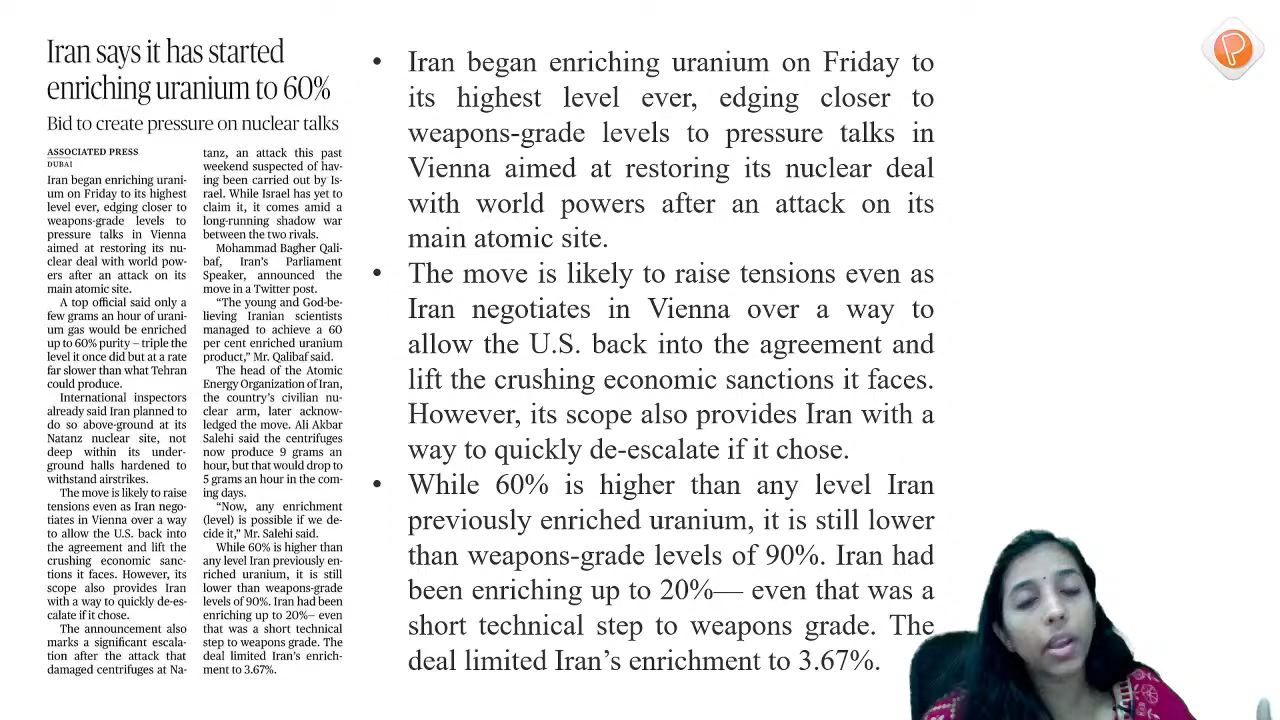 Iran says it has started
enriching uranium to 60%
Bid to create pressure on nuclear talks
ASSOCIATED PRESS
DUBAI
Iran began enriching urani-
um on Friday to its highest
level ever, edging closer to
weapons-grade levels to
pressure talks in Vienna
aimed at restoring its nu-
clear deal with world pow-
ers after an attack on its
main atomic site.
A top official said only a
few grams an hour of urani-
um gas would be enriched
up to 60% purity – triple the
level it once did but at a rate
far slower than what Tehran
could produce.
International inspectors
already said Iran planned to
do so above-ground at its
Natanz nuclear site, not
deep within its under-
ground halls hardened to
withstand airstrikes.
The move is likely to raise
tensions even as Iran nego-
tiates in Vienna over a way
to allow the U.S. back into
the agreement and lift the
crushing economic sanc-
tions it faces. However, its
scope also provides Iran
with a way to quickly de-es-
calate if it chose.
The announcement also
marks a significant escala-
tion after the attack that
damaged centrifuges at Na-
tanz, an attack this past
weekend suspected of hav-
ing been carried out by Is-
rael. While Israel has yet to
claim it, it comes amid a
long-running shadow war
between the two rivals.
Mohammad Bagher Qali-
baf, Iran's Parliament
Speaker, announced the
move in a Twitter post.
“The young and God-be-
lieving Iranian scientists
managed to achieve a 60
per cent enriched uranium
product,” Mr. Qalibaf said.
The head of the Atomic
Energy Organization of Iran,
the country's civilian nu-
clear arm, later acknow-
ledged the move. Ali Akbar
Salehi said the centrifuges
now produce 9 grams an
hour, but that would drop to
5 grams an hour in the com-
ing days.
“Now, any enrichment
(level) is possible if we de-
cide it,” Mr. Salehi said.
While 60% is higher than
any level Iran previously en-
riched uranium, it is still
lower than weapons-grade
levels of 90%. Iran had been
enriching up to 20%– even
that was a short technical
step to weapons grade. The
deal limited Iran's enrich-
ment to 3.67%.
• Iran began enriching uranium on Friday to
its highest level ever, edging closer to
weapons-grade levels to pressure talks in
Vienna aimed at restoring its nuclear deal
with world powers after an attack on its
main atomic site.
• The move is likely to raise tensions even as
Iran negotiates in Vienna over a way to
allow the U.S. back into the agreement and
lift the crushing economic sanctions it faces.
However, its scope also provides Iran with a
way to quickly de-escalate if it chose.
• While 60% is higher than any level Iran
previously enriched uranium, it is still lower
than weapons-grade levels of 90%. Iran had
been enriching up to 20%— even that was a
short technical step to weapons grade. The
deal limited Iran’s enrichment to 3.67%.
P